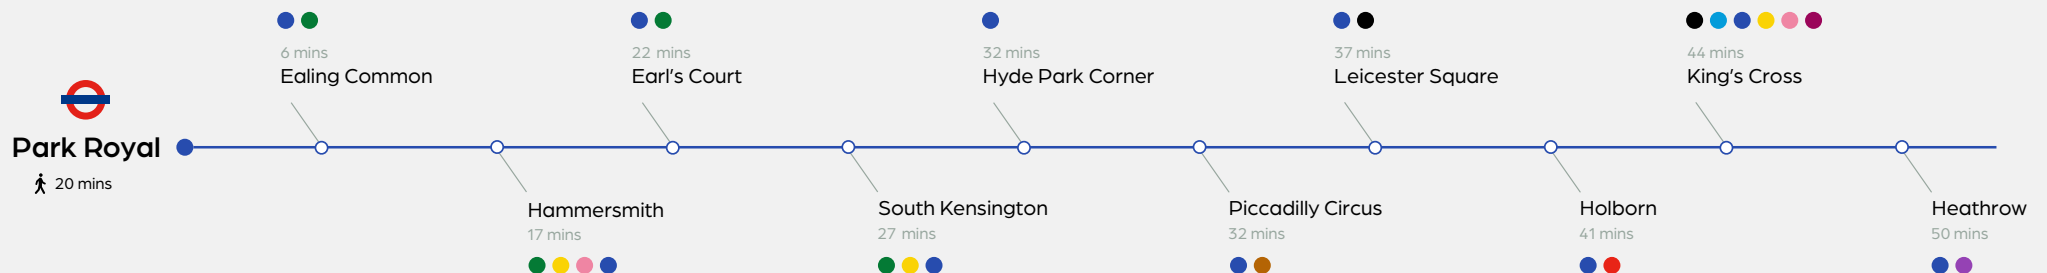 Park Royal
20 mins
6 mins
Ealing Common
Hammersmith
17 mins
22 mins
Earl's Court
South Kensington
27 mins
32 mins
Hyde Park Corner
Piccadilly Circus
32 mins
37 mins
Leicester Square
Holborn
41 mins
44 mins
King's Cross
Heathrow
50 mins